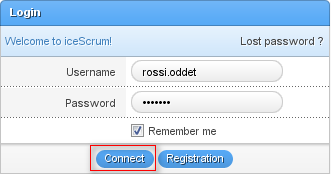 Login
Welcome to iceScrum! Lost password ?
Username rossi.oddet
Password •••••••
Remember me
Connect Registration